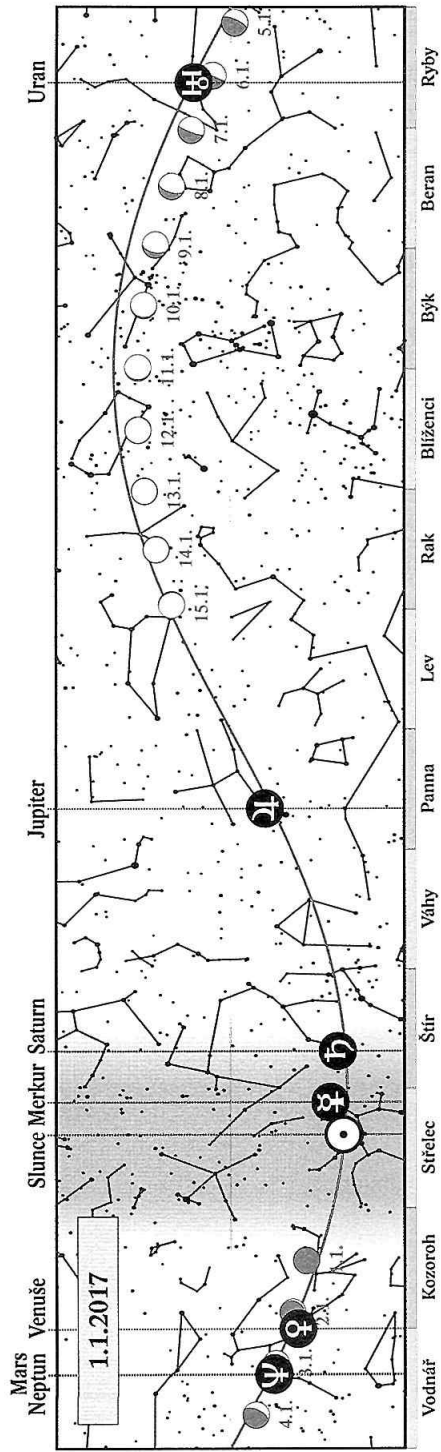 Mars
Neptun Venuše Slunce Merkur Saturn Jupiter Uran
1.1.2017
4.1. 3.1. 2.1. 1.1. 15.1. 14.1. 13.1. 12.1. 11.1. 10.1. 9.1. 8.1. 7.1. 6.1. 5.1.
Vodnář Kozoroh Střelec Štír Váhy Panna Lev Rak Blíženci Býk Beran Ryby